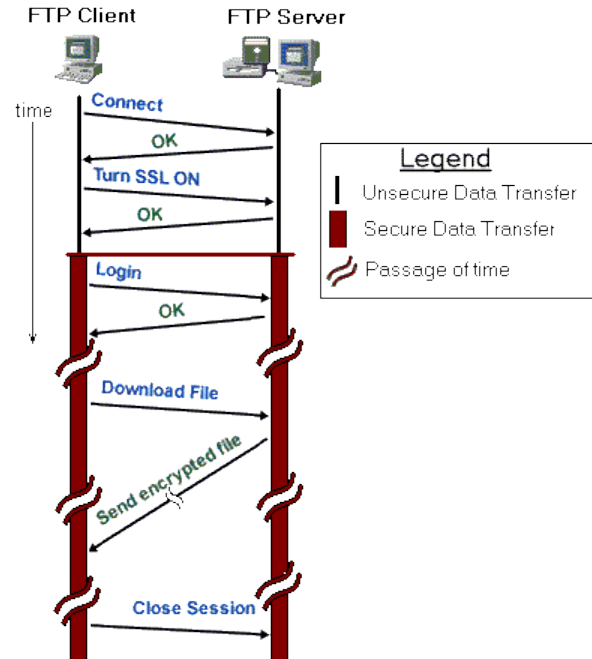 FTP Client
FTP Server
time
Connect
OK
Turn SSL ON
OK
Legend
Unsecure Data Transfer
Secure Data Transfer
Passage of time
Login
OK
Download File
Send encrypted file
Close Session